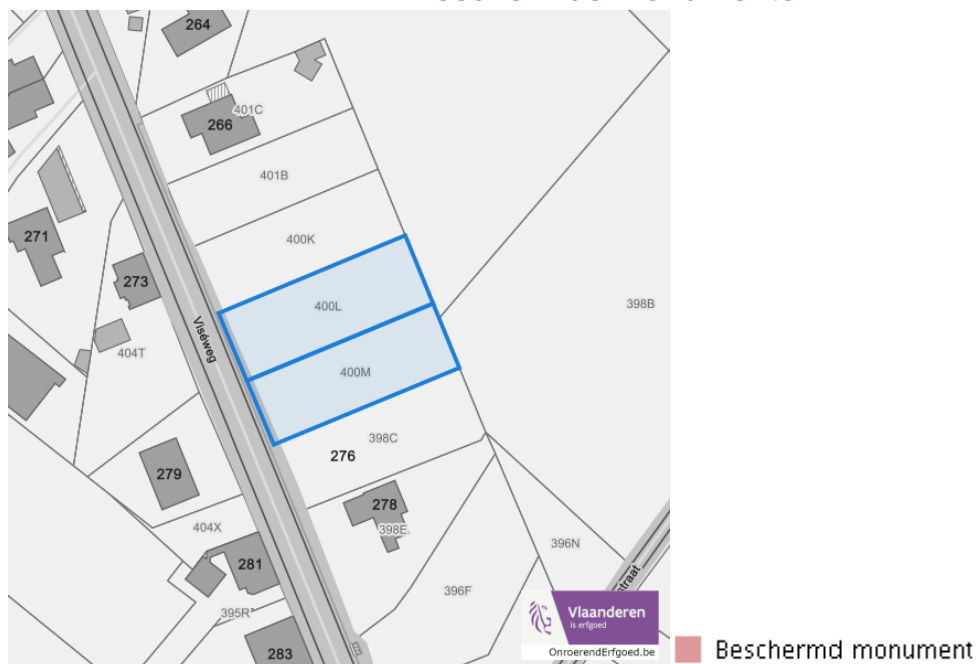 264
401C
266
401B
271
400K
273
400L
398B
Viséweg
404T
400M
398C
276
279
278
404X
398E
396N
281
straat
396F
395R
Vlaanderen
is erfgoed
OnroerendErfgoed.be
283
Beschermd monument